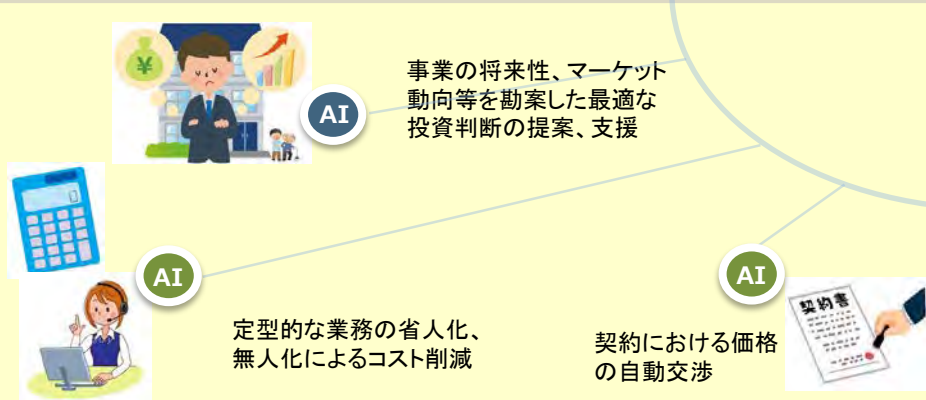 ¥
AI
事業の将来性、マーケット
動向等を勘案した最適な
投資判断の提案、支援
0
AI
定型的な業務の省人化、
無人化によるコスト削減
AI
契約における価格
の自動交渉
契約書